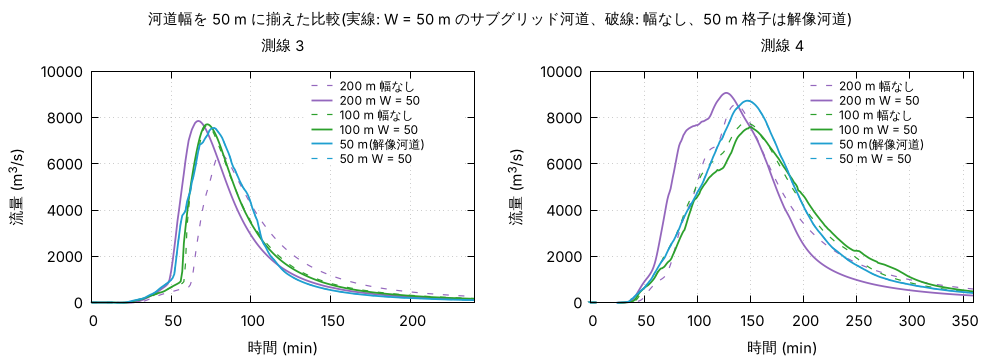 河道幅を 50 m に揃えた比較(実線: W = 50 m のサブグリッド河道、破線: 幅なし、50 m 格子は解像河道)
測線 3
10000
8000
6000
4000
2000
0
0 50 100 150 200
流量 (m³/s)
時間 (min)
200 m 幅なし
200 m W = 50
100 m 幅なし
100 m W = 50
50 m(解像河道)
50 m W = 50
測線 4
10000
8000
6000
4000
2000
0
0 50 100 150 200 250 300 350
流量 (m³/s)
時間 (min)
200 m 幅なし
200 m W = 50
100 m 幅なし
100 m W = 50
50 m(解像河道)
50 m W = 50